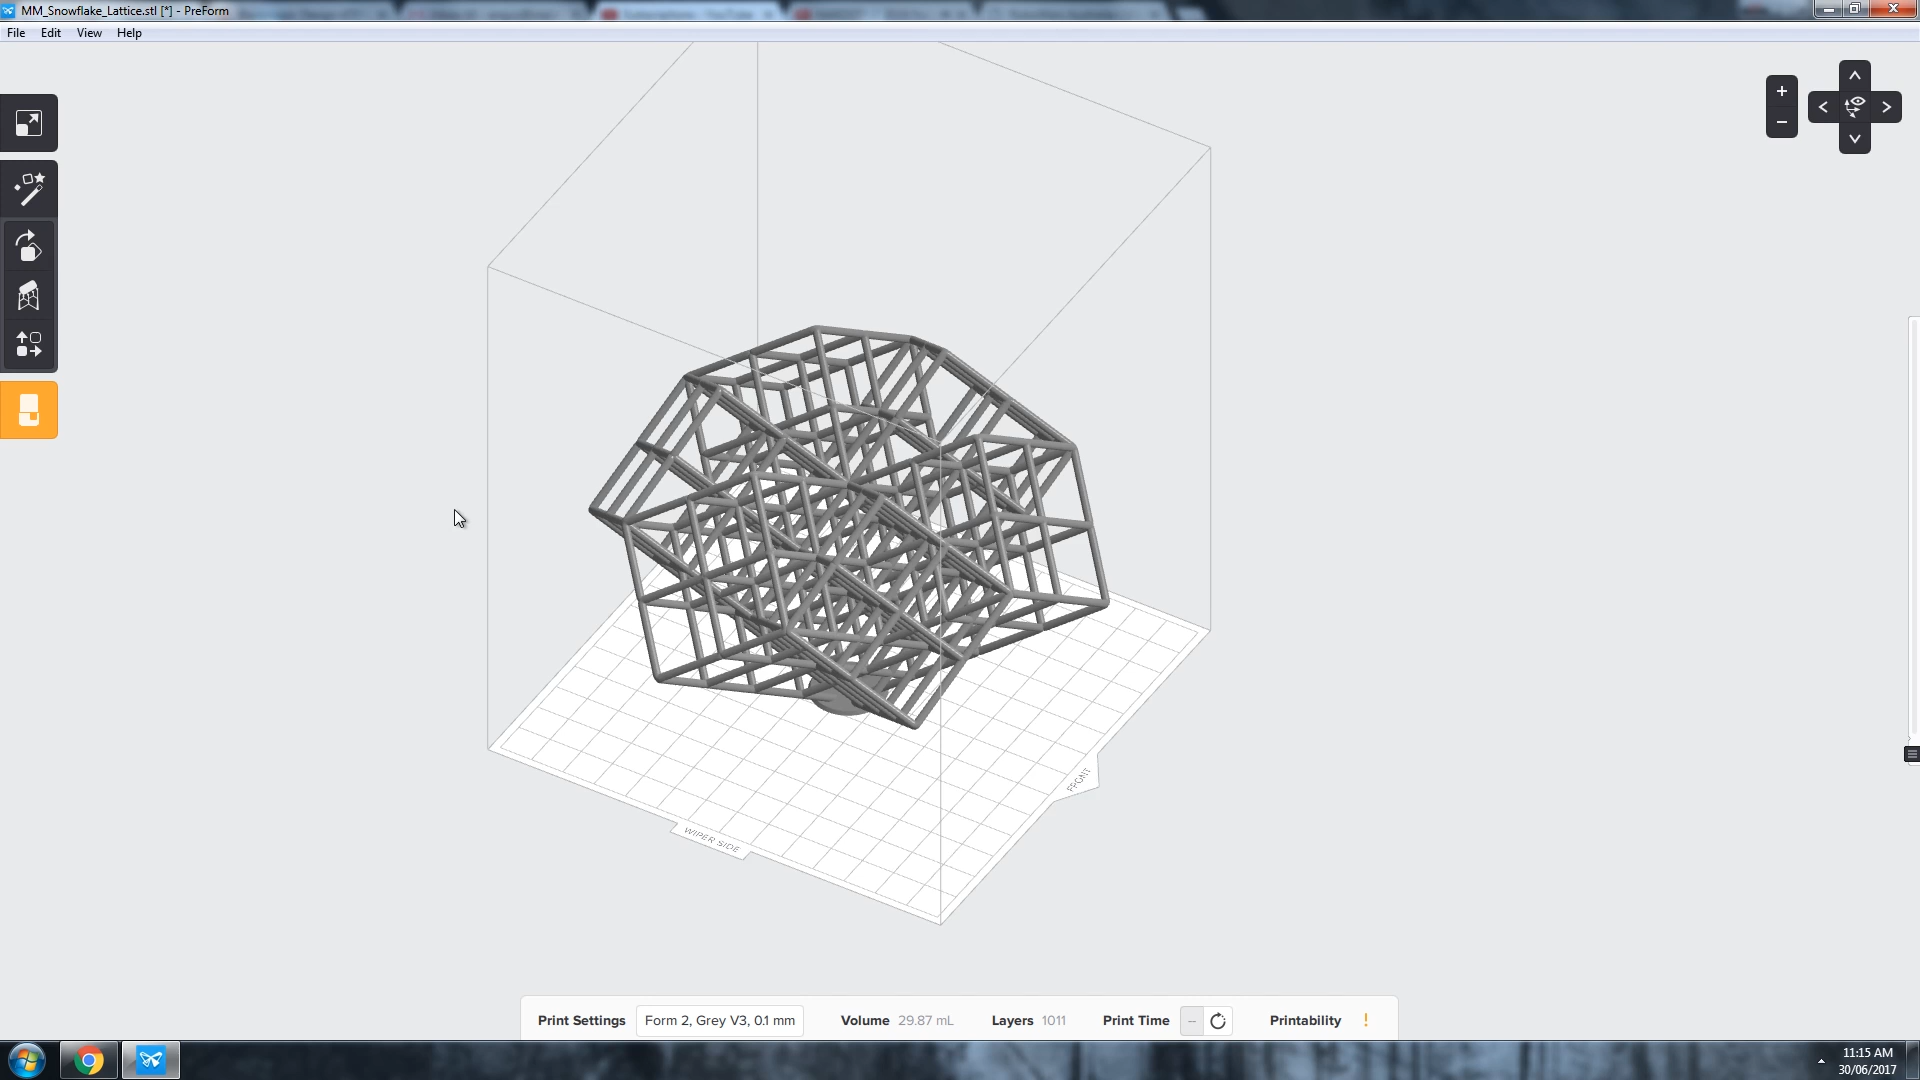 MM_Snowflake_Lattice.stl [*] - PreForm
File Edit View Help
FRONT
WIPER SIDE
Print Settings Form 2, Grey V3, 0.1 mm Volume 29.87 mL Layers 1011 Print Time -- Printability !
11:15 AM
30/06/2017